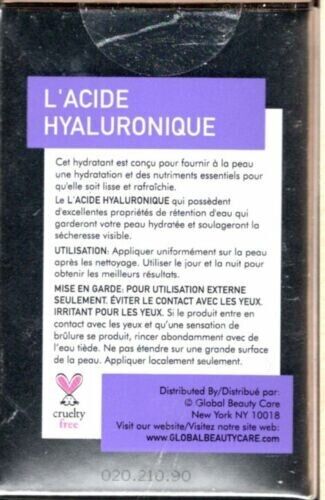 L'ACIDE
HYALURONIQUE
Cet hydratant est conçu pour fournir à la peau
une hydratation et des nutriments essentiels pour
qu'elle soit lisse et rafraîchie.
Le L'ACIDE HYALURONIQUE qui possèdent
d'excellentes propriétés de rétention d'eau qui
garderont votre peau hydratée et soulageront la
sécheresse visible.
UTILISATION: Appliquer uniformément sur la peau
après les nettoyage. Utiliser le jour et la nuit pour
obtenir les meilleurs résultats.
MISE EN GARDE: POUR UTILISATION EXTERNE
SEULEMENT. ÉVITER LE CONTACT AVEC LES YEUX.
IRRITANT POUR LES YEUX. Si le produit entre en
contact avec les yeux et qu'une sensation de
brûlure se produit, rincer abondamment avec de
l'eau tiède. Ne pas étendre sur une grande surface
de la peau. Appliquer localement seulement.
cruelty
free
Distributed By/Distribué par:
© Global Beauty Care
New York NY 10018
Visit our website/Visitez notre site web:
www.GLOBALBEAUTYCARE.com
020.210.90